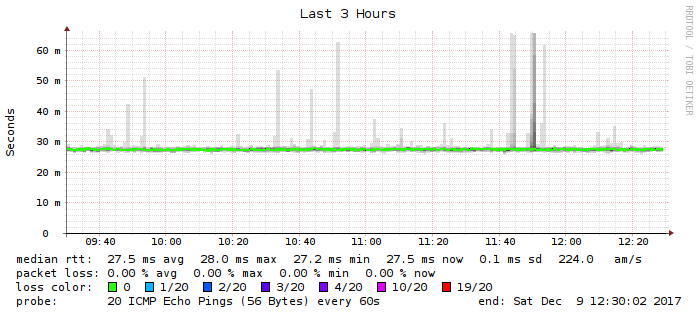 Last 3 Hours
RRDTOOL / TOBI OETIKER
Seconds
60 m
50 m
40 m
30 m
20 m
10 m
0
09:40 10:00 10:20 10:40 11:00 11:20 11:40 12:00 12:20
median rtt: 27.5 ms avg 28.0 ms max 27.2 ms min 27.5 ms now 0.1 ms sd 224.0 am/s
packet loss: 0.00 % avg 0.00 % max 0.00 % min 0.00 % now
loss color: 0 1/20 2/20 3/20 4/20 10/20 19/20
probe: 20 ICMP Echo Pings (56 Bytes) every 60s end: Sat Dec 9 12:30:02 2017